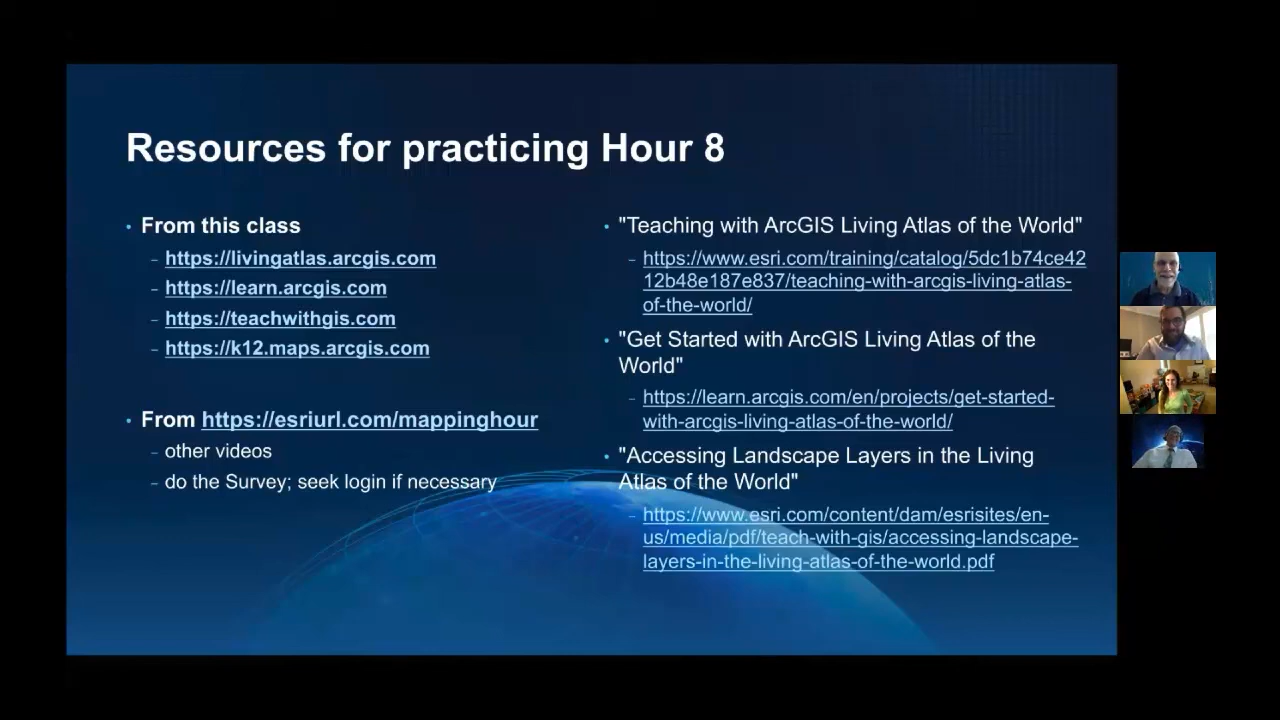 Resources for practicing Hour 8
• From this class
– https://livingatlas.arcgis.com
– https://learn.arcgis.com
– https://teachwithgis.com
– https://k12.maps.arcgis.com
• From https://esriurl.com/mappinghour
– other videos
– do the Survey; seek login if necessary
• "Teaching with ArcGIS Living Atlas of the World"
– https://www.esri.com/training/catalog/5dc1b74ce42
12b48e187e837/teaching-with-arcgis-living-atlas-
of-the-world/
• "Get Started with ArcGIS Living Atlas of the
World"
– https://learn.arcgis.com/en/projects/get-started-
with-arcgis-living-atlas-of-the-world/
• "Accessing Landscape Layers in the Living
Atlas of the World"
– https://www.esri.com/content/dam/esrisites/en-
us/media/pdf/teach-with-gis/accessing-landscape-
layers-in-the-living-atlas-of-the-world.pdf